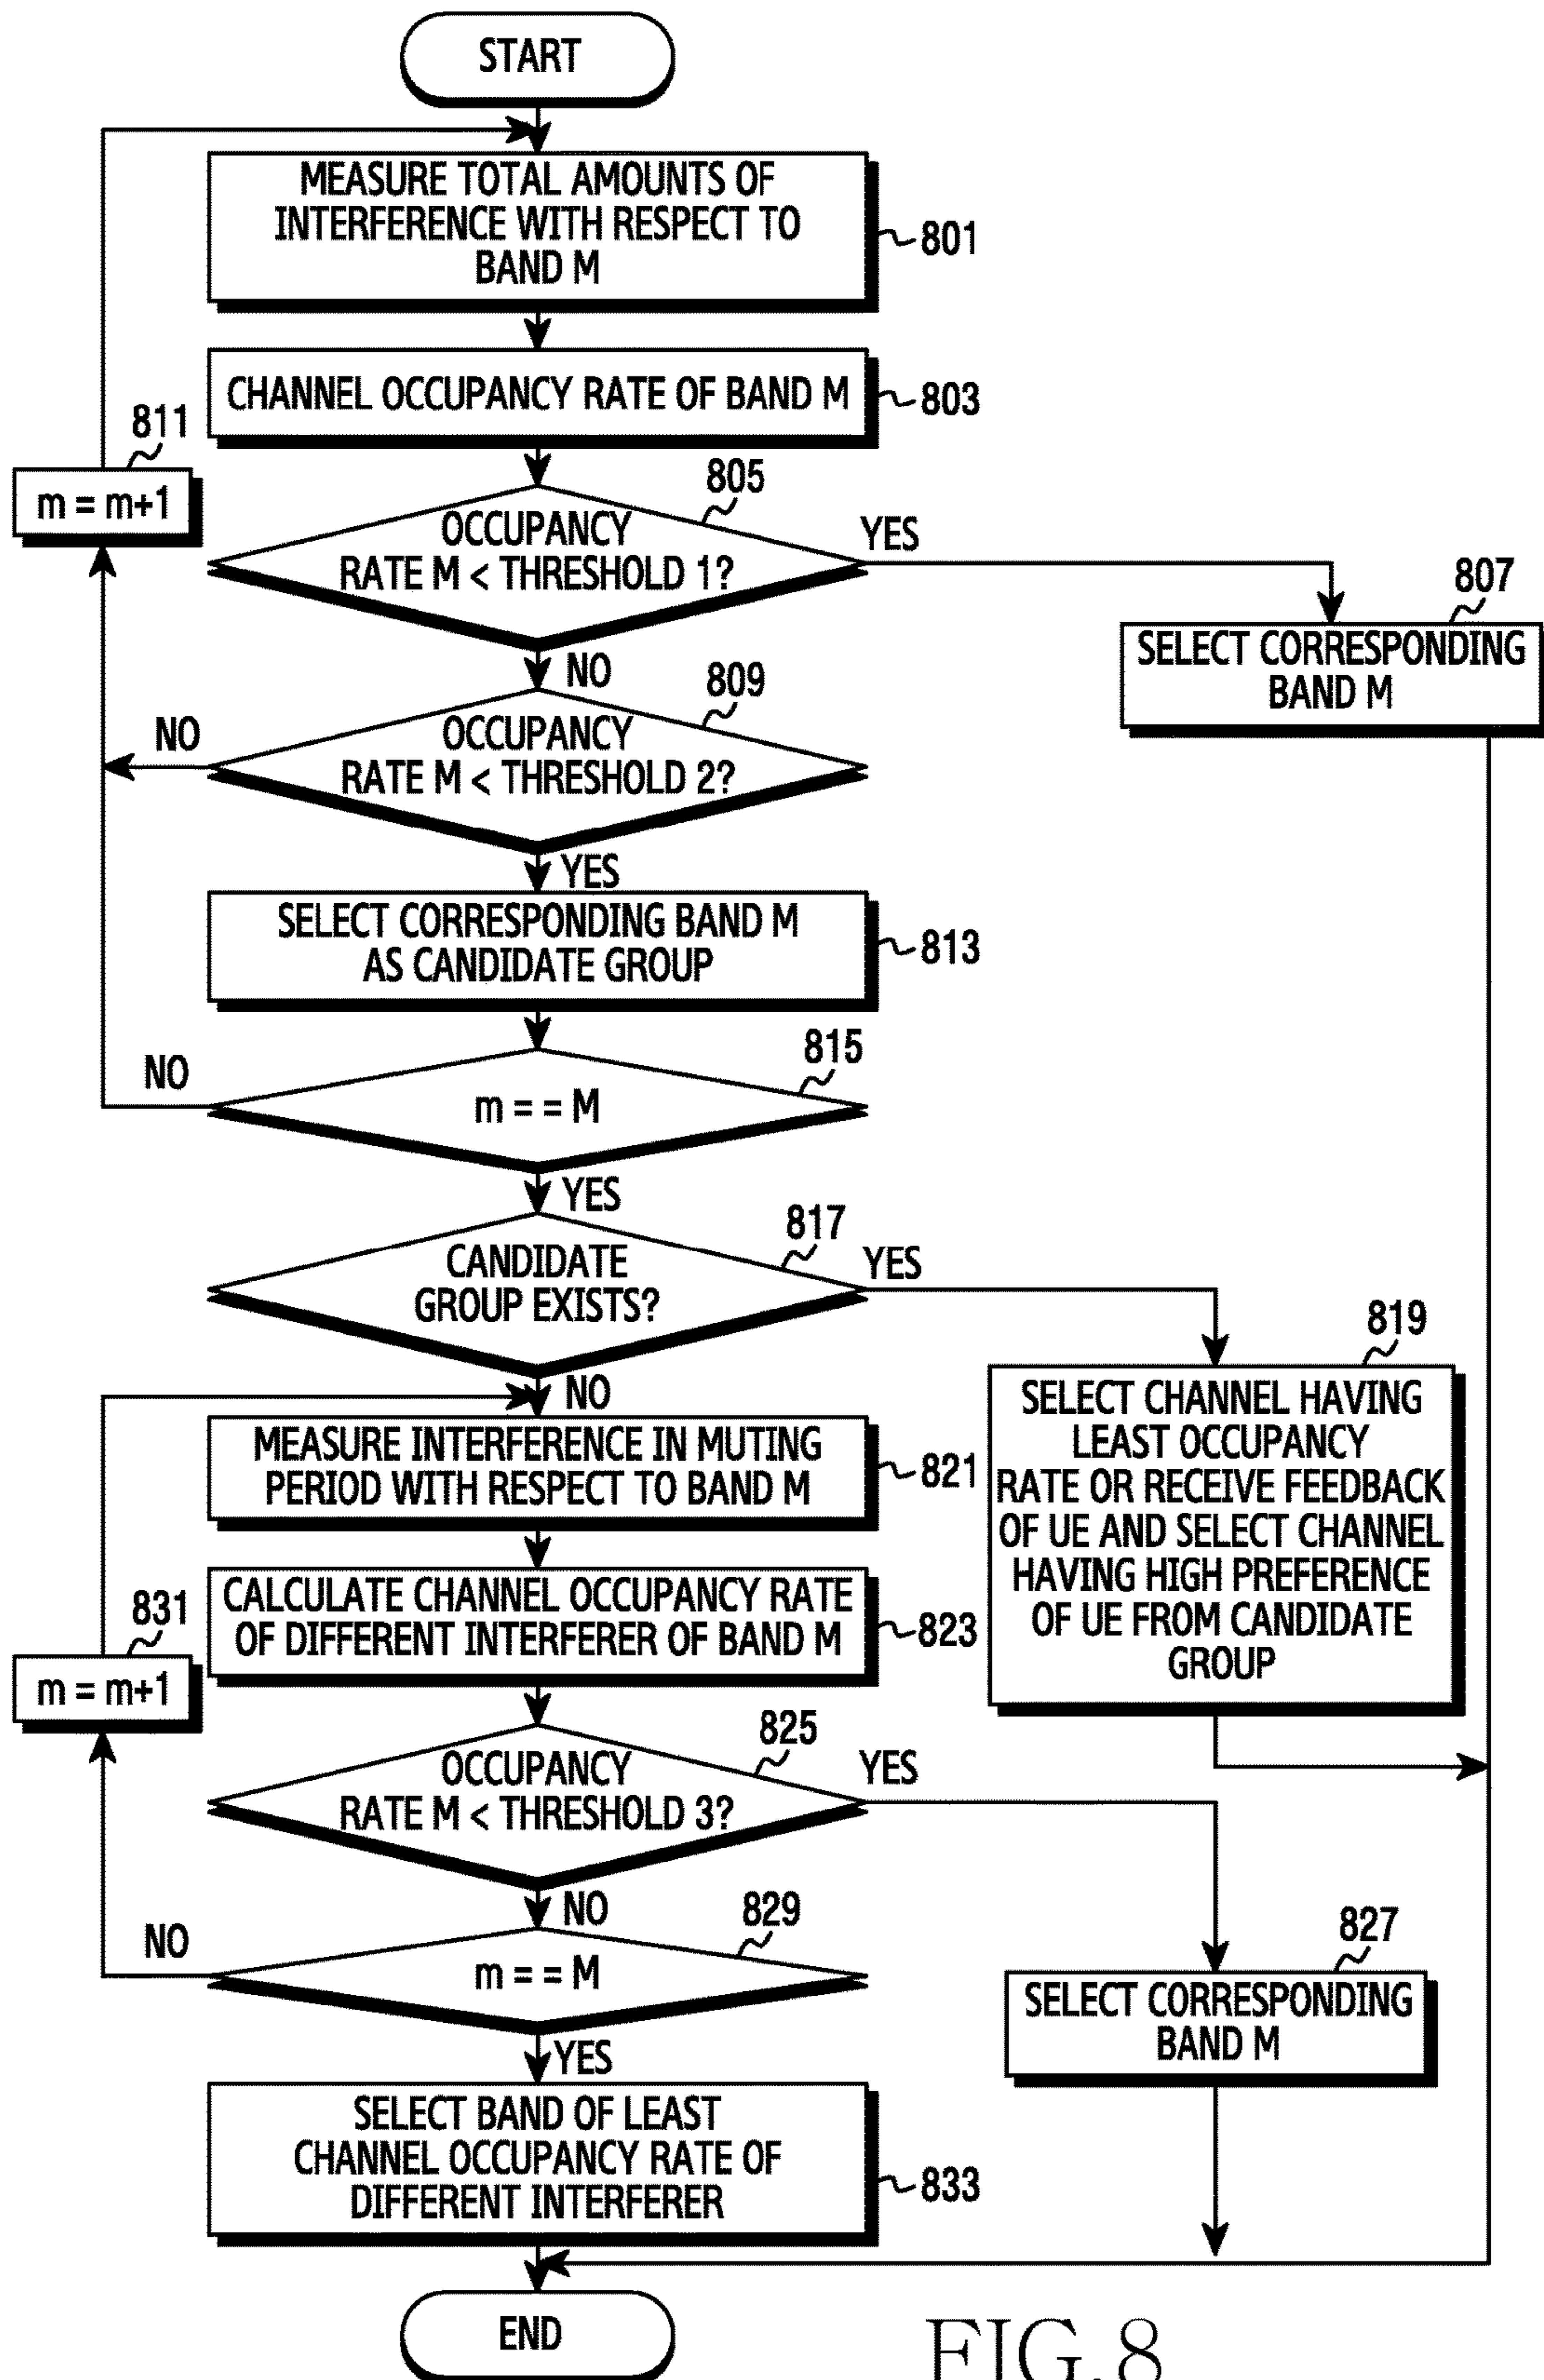 START
MEASURE TOTAL AMOUNTS OF
INTERFERENCE WITH RESPECT TO
BAND M
801
CHANNEL OCCUPANCY RATE OF BAND M
803
811
m = m+1
805
OCCUPANCY
RATE M < THRESHOLD 1?
YES
807
SELECT CORRESPONDING
BAND M
NO
809
OCCUPANCY
RATE M < THRESHOLD 2?
NO
YES
SELECT CORRESPONDING BAND M
AS CANDIDATE GROUP
813
815
NO
m = = M
YES
817
CANDIDATE
GROUP EXISTS?
YES
819
SELECT CHANNEL HAVING
LEAST OCCUPANCY
RATE OR RECEIVE FEEDBACK
OF UE AND SELECT CHANNEL
HAVING HIGH PREFERENCE
OF UE FROM CANDIDATE
GROUP
NO
MEASURE INTERFERENCE IN MUTING
PERIOD WITH RESPECT TO BAND M
821
CALCULATE CHANNEL OCCUPANCY RATE
OF DIFFERENT INTERFERER OF BAND M
823
831
m = m+1
825
OCCUPANCY
RATE M < THRESHOLD 3?
YES
827
SELECT CORRESPONDING
BAND M
NO
829
NO
m = = M
YES
SELECT BAND OF LEAST
CHANNEL OCCUPANCY RATE OF
DIFFERENT INTERFERER
833
END
FIG.8